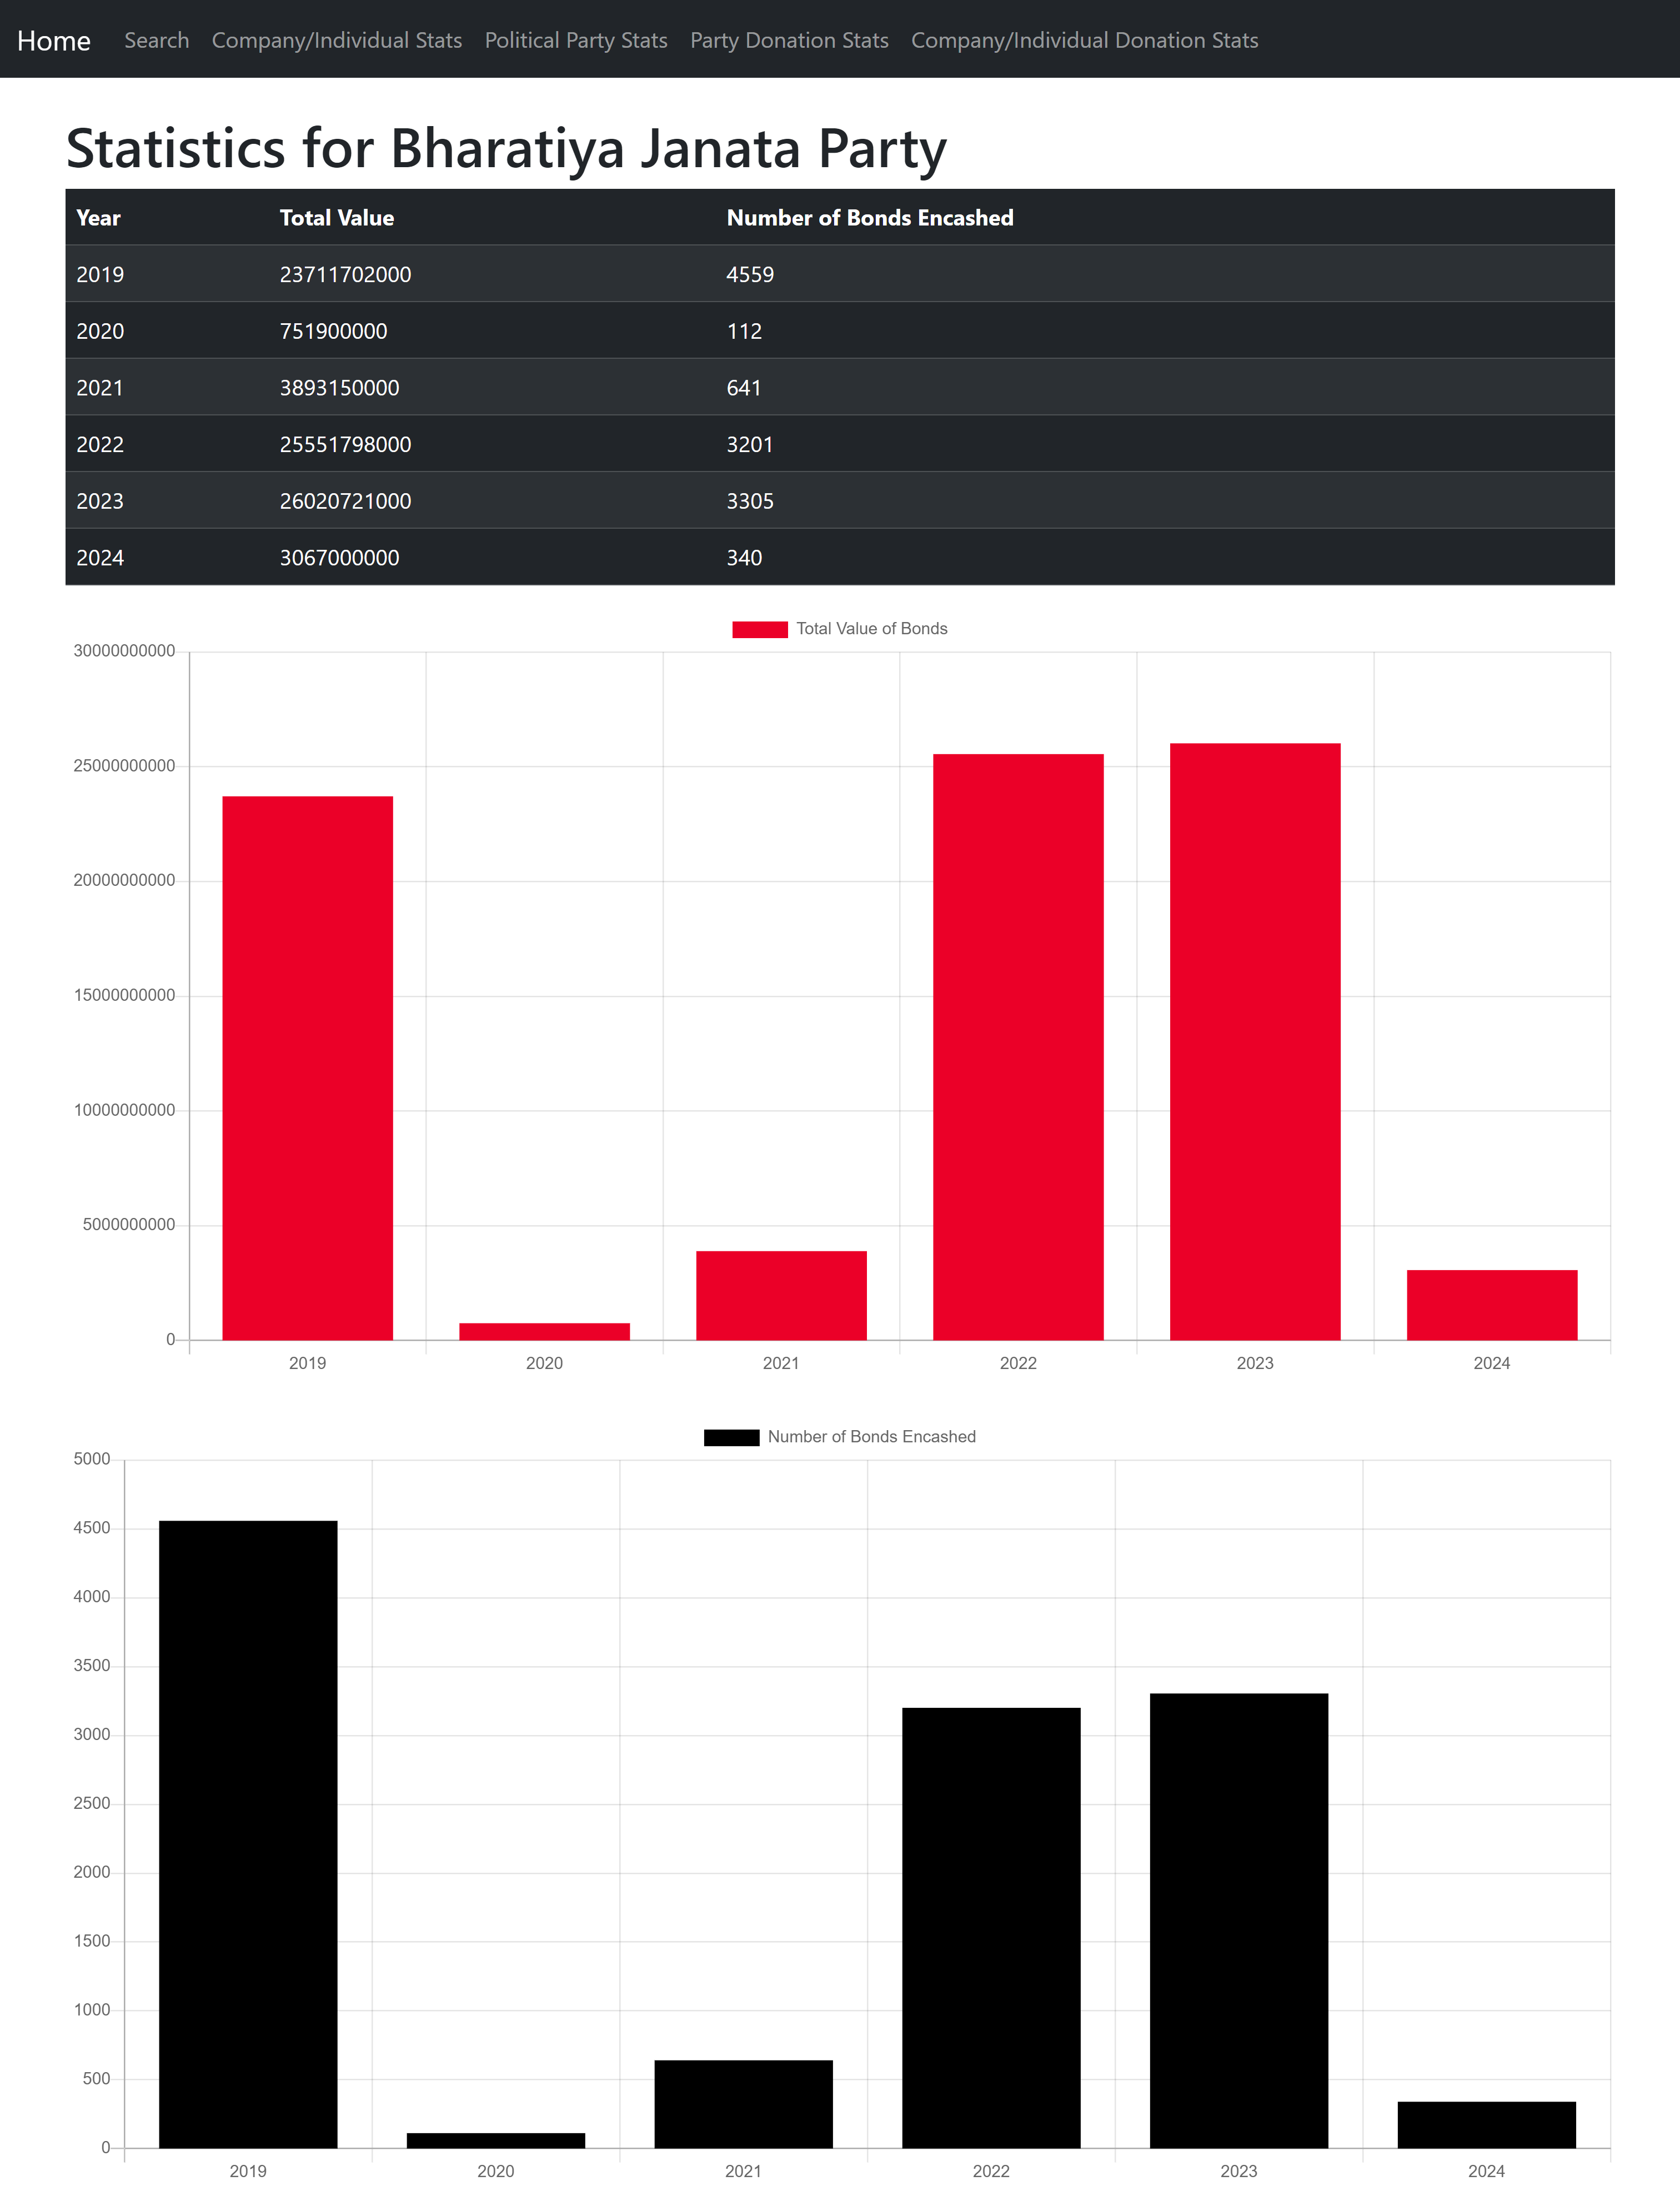 Home Search Company/Individual Stats Political Party Stats Party Donation Stats Company/Individual Donation Stats
Statistics for Bharatiya Janata Party
Year Total Value Number of Bonds Encashed
2019 23711702000 4559
2020 751900000 112
2021 3893150000 641
2022 25551798000 3201
2023 26020721000 3305
2024 3067000000 340
Total Value of Bonds
30000000000
25000000000
20000000000
15000000000
10000000000
5000000000
0
2019 2020 2021 2022 2023 2024
Number of Bonds Encashed
5000
4500
4000
3500
3000
2500
2000
1500
1000
500
0
2019 2020 2021 2022 2023 2024